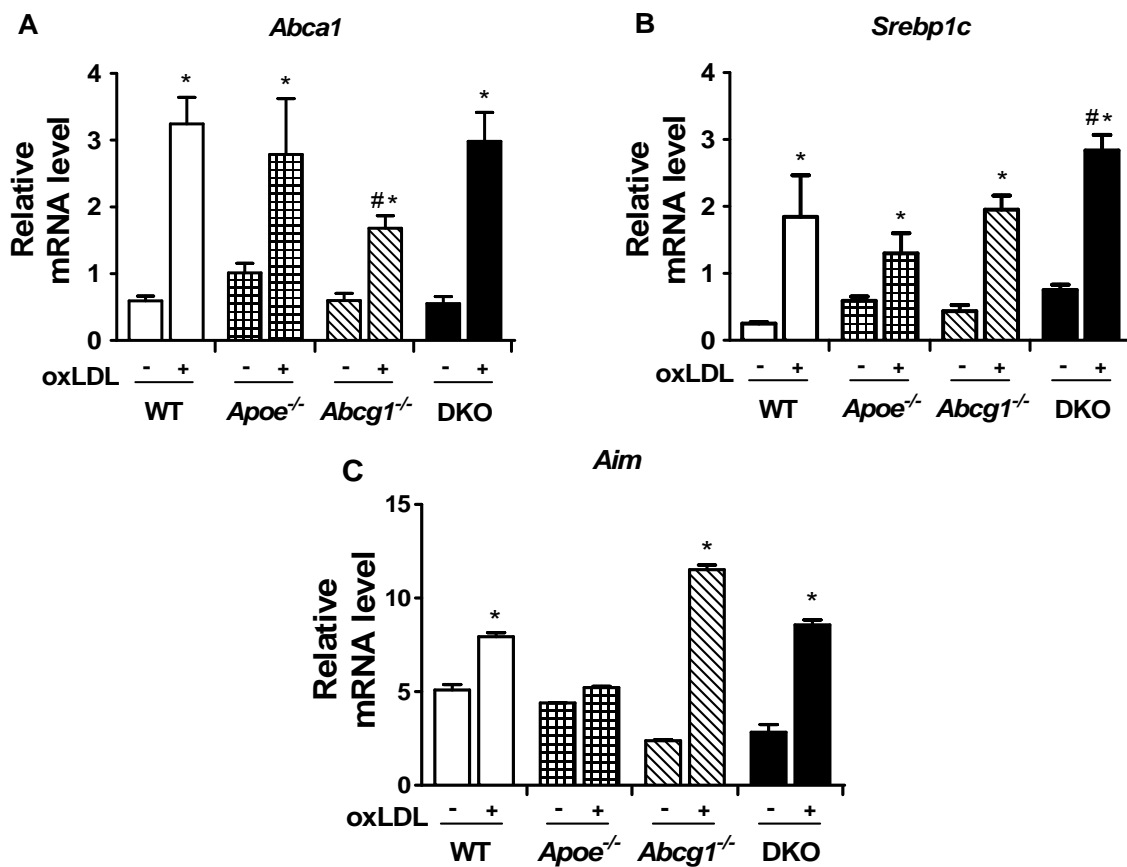 A
Abca1
Relative
mRNA level
4
3
2
1
0
*
*
#*
*
oxLDL - + - + - + - +
WT Apoe-/- Abcg1-/- DKO
B
Srebp1c
Relative
mRNA level
4
3
2
1
0
*
*
*
#*
oxLDL - + - + - + - +
WT Apoe-/- Abcg1-/- DKO
C
Aim
Relative
mRNA level
15
10
5
0
*
*
*
oxLDL - + - + - + - +
WT Apoe-/- Abcg1-/- DKO